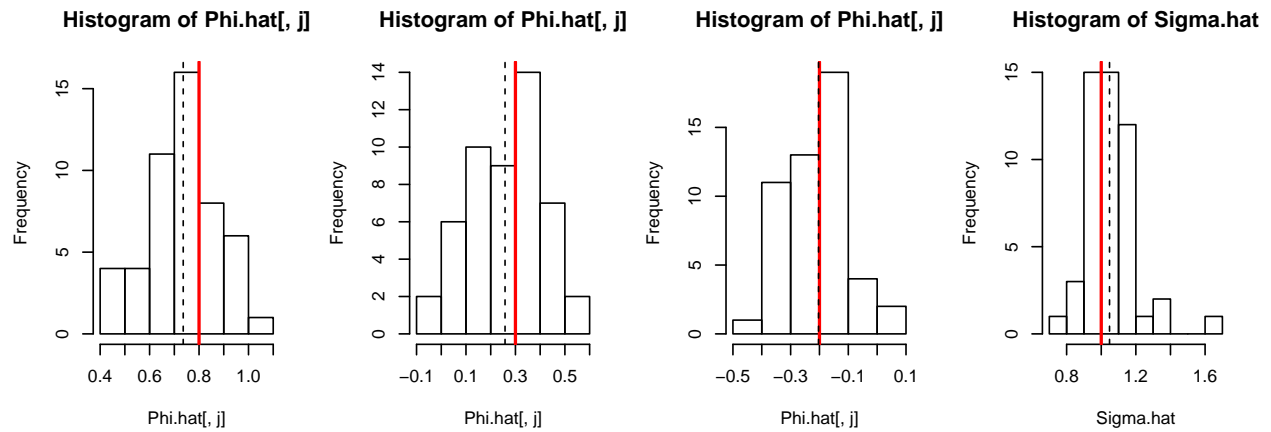 Histogram of Phi.hat[, j]
Frequency
15
10
5
0
0.4 0.6 0.8 1.0
Phi.hat[, j]
Histogram of Phi.hat[, j]
Frequency
14
12
10
8
6
4
2
0
−0.1 0.1 0.3 0.5
Phi.hat[, j]
Histogram of Phi.hat[, j]
Frequency
15
10
5
0
−0.5 −0.3 −0.1 0.1
Phi.hat[, j]
Histogram of Sigma.hat
Frequency
15
10
5
0
0.8 1.2 1.6
Sigma.hat